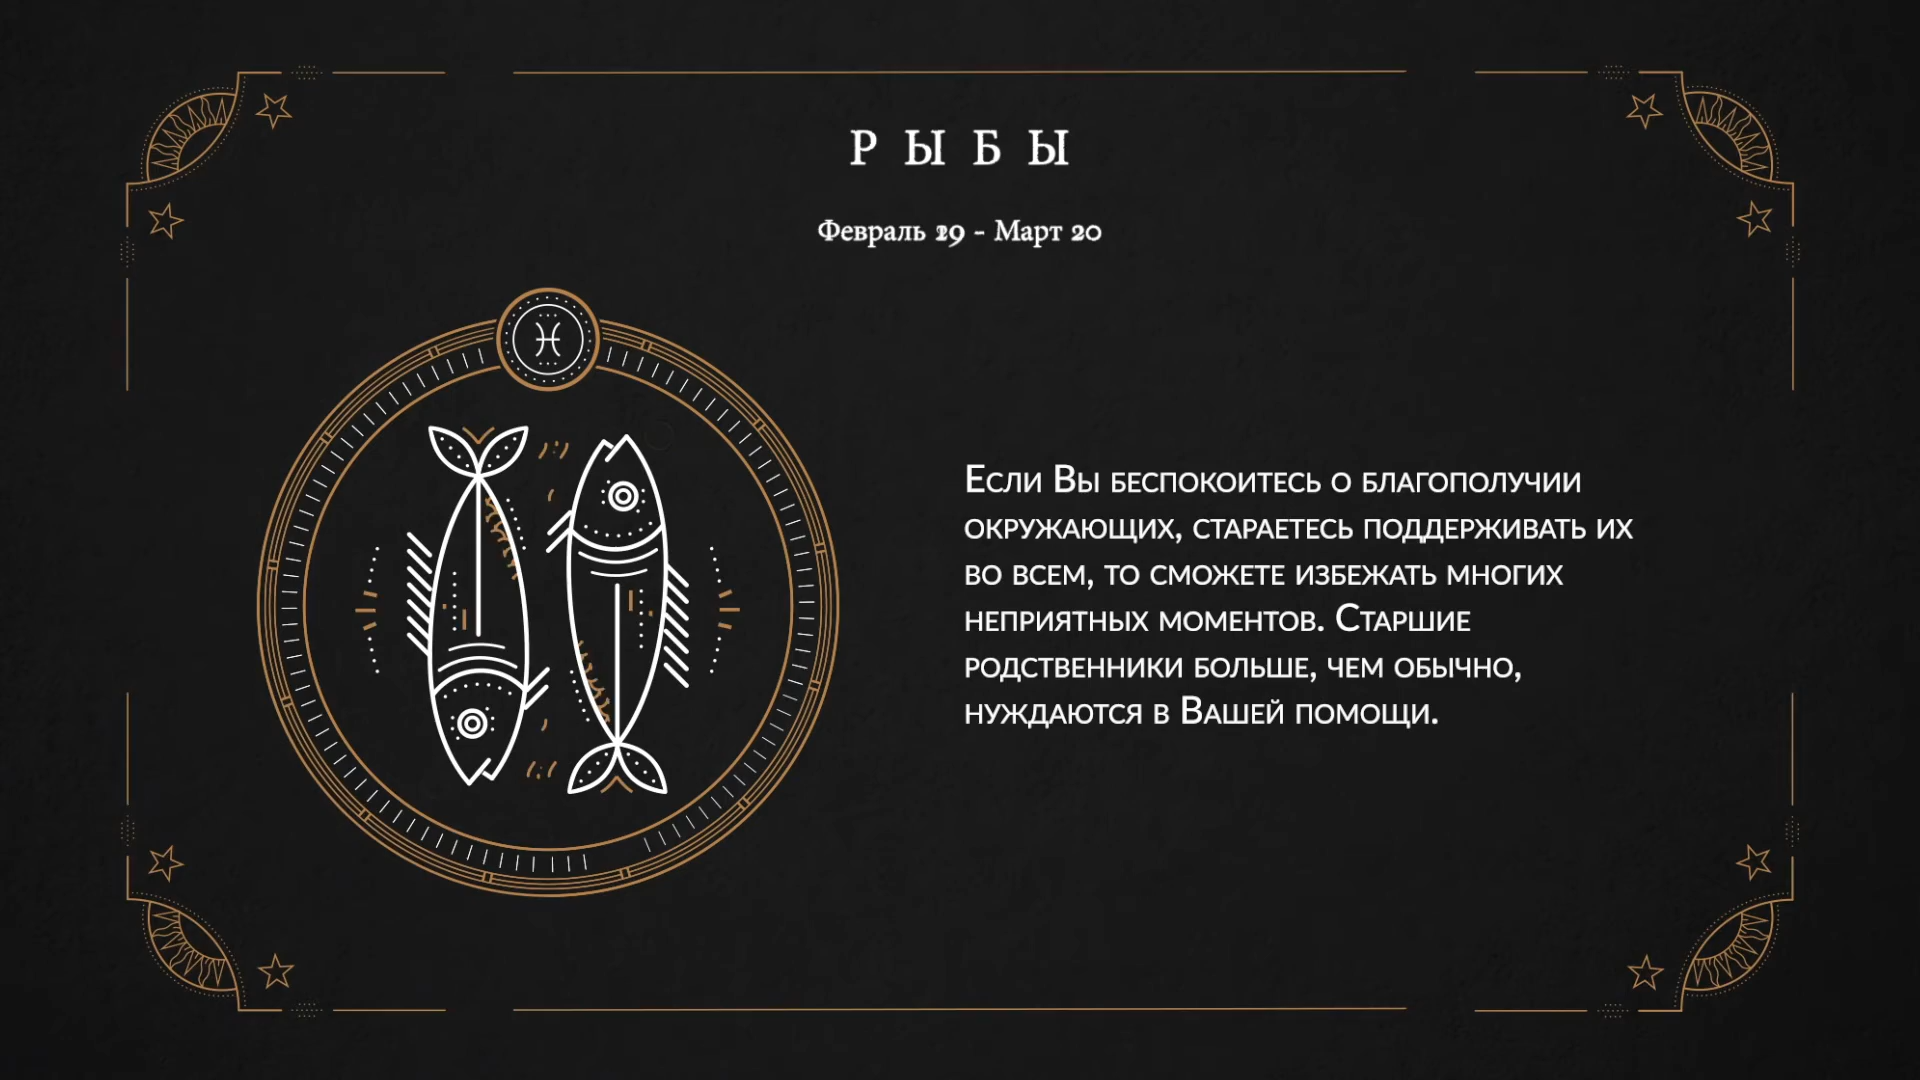 РЫБЫ
Февраль 19 - Март 20
Если Вы беспокоитесь о благополучии
окружающих, стараетесь поддерживать их
во всем, то сможете избежать многих
неприятных моментов. Старшие
родственники больше, чем обычно,
нуждаются в Вашей помощи.